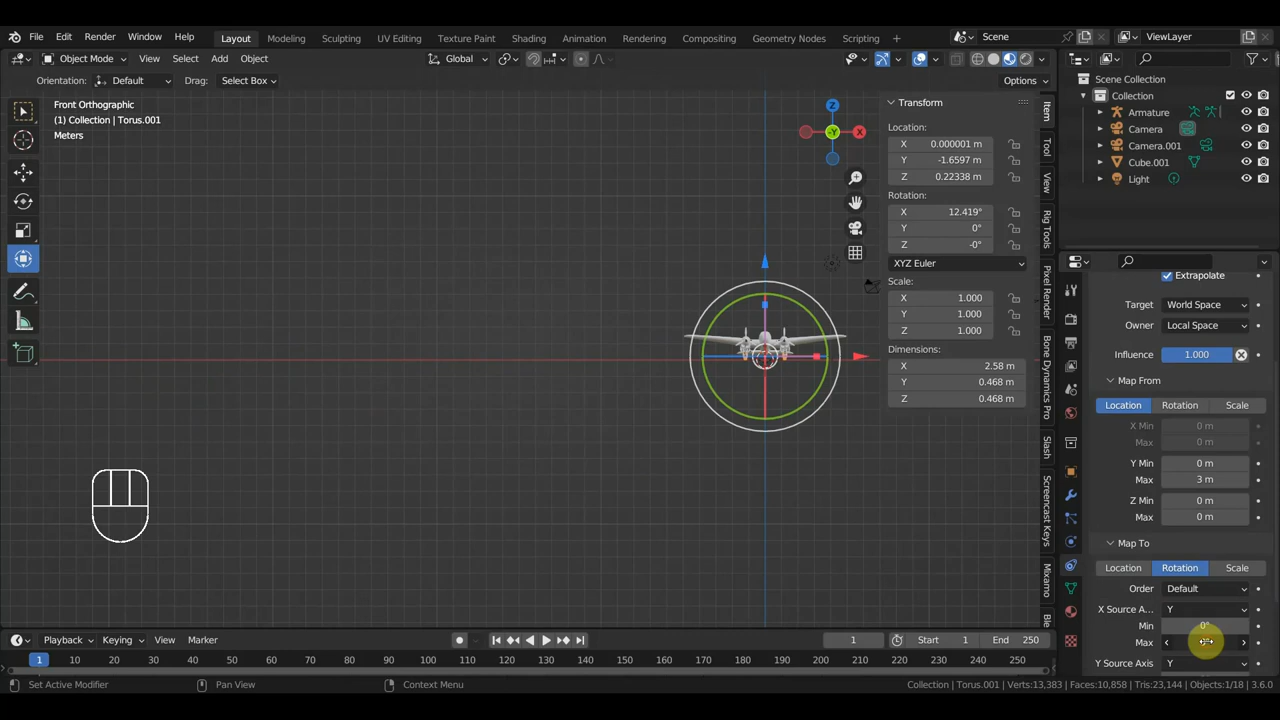 File Edit Render Window Help Layout Modeling Sculpting UV Editing Texture Paint Shading Animation Rendering Compositing Geometry Nodes Scripting + Scene ViewLayer
Object Mode View Select Add Object Global
Orientation: Default Drag: Select Box Options
Front Orthographic
(1) Collection | Torus.001
Meters
Z
-Y X
Transform
Location:
X 0.000001 m
Y -1.6597 m
Z 0.22338 m
Rotation:
X 12.419°
Y 0°
Z -0°
XYZ Euler
Scale:
X 1.000
Y 1.000
Z 1.000
Dimensions:
X 2.58 m
Y 0.468 m
Z 0.468 m
Item
Tool
View
Rig Tools
Pixel Render
Bone Dynamics Pro
Slash
Screencast Keys
Mixamo
Ble
Scene Collection
Collection
Armature
Camera
Camera.001
Cube.001
Light
Extrapolate
Target World Space
Owner Local Space
Influence 1.000
Map From
Location Rotation Scale
X Min 0 m
Max 0 m
Y Min 0 m
Max 3 m
Z Min 0 m
Max 0 m
Map To
Location Rotation Scale
Order Default
X Source A... Y
Min 0°
Max
Y Source Axis Y
Playback Keying View Marker 1 Start 1 End 250
1 10 20 30 40 50 60 70 80 90 100 110 120 130 140 150 160 170 180 190 200 210 220 230 240 250
Set Active Modifier Pan View Context Menu Collection | Torus.001 | Verts:13,383 | Faces:10,858 | Tris:23,144 | Objects:1/18 | 3.6.0